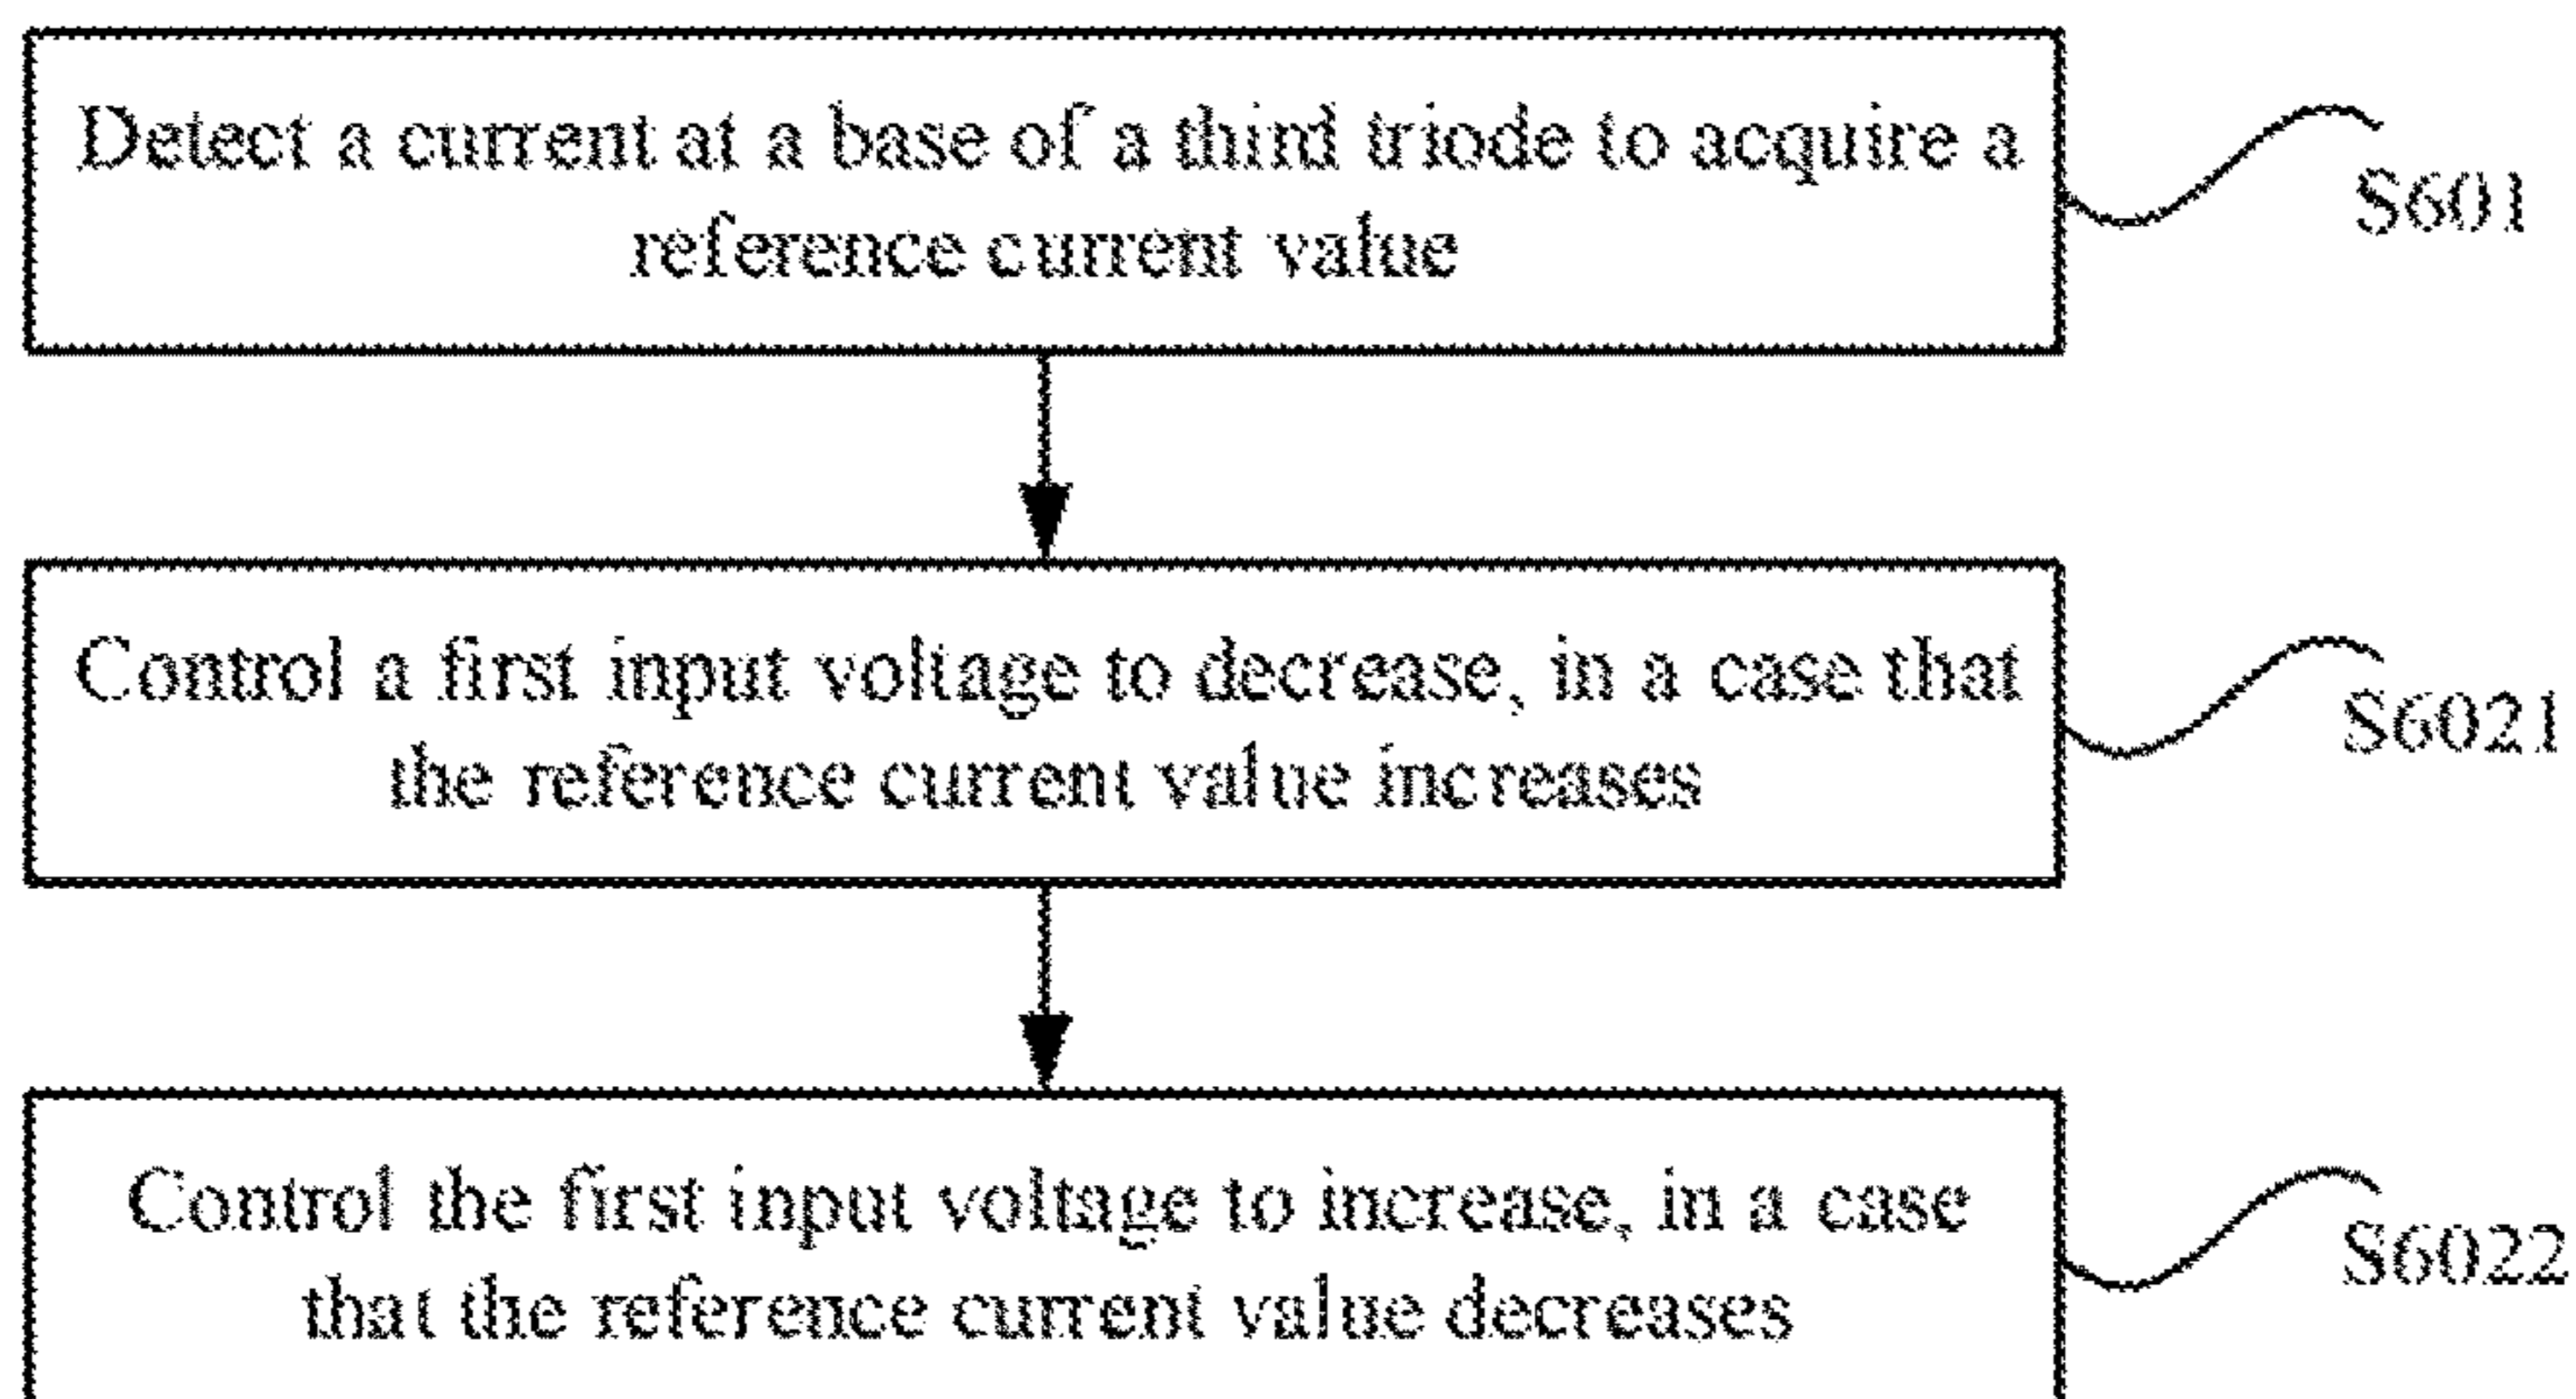 Detect a current at a base of a third triode to acquire a
reference current value
S601
Control a first input voltage to decrease, in a case that
the reference current value increases
S6021
Control the first input voltage to increase, in a case
that the reference current value decreases
S6022